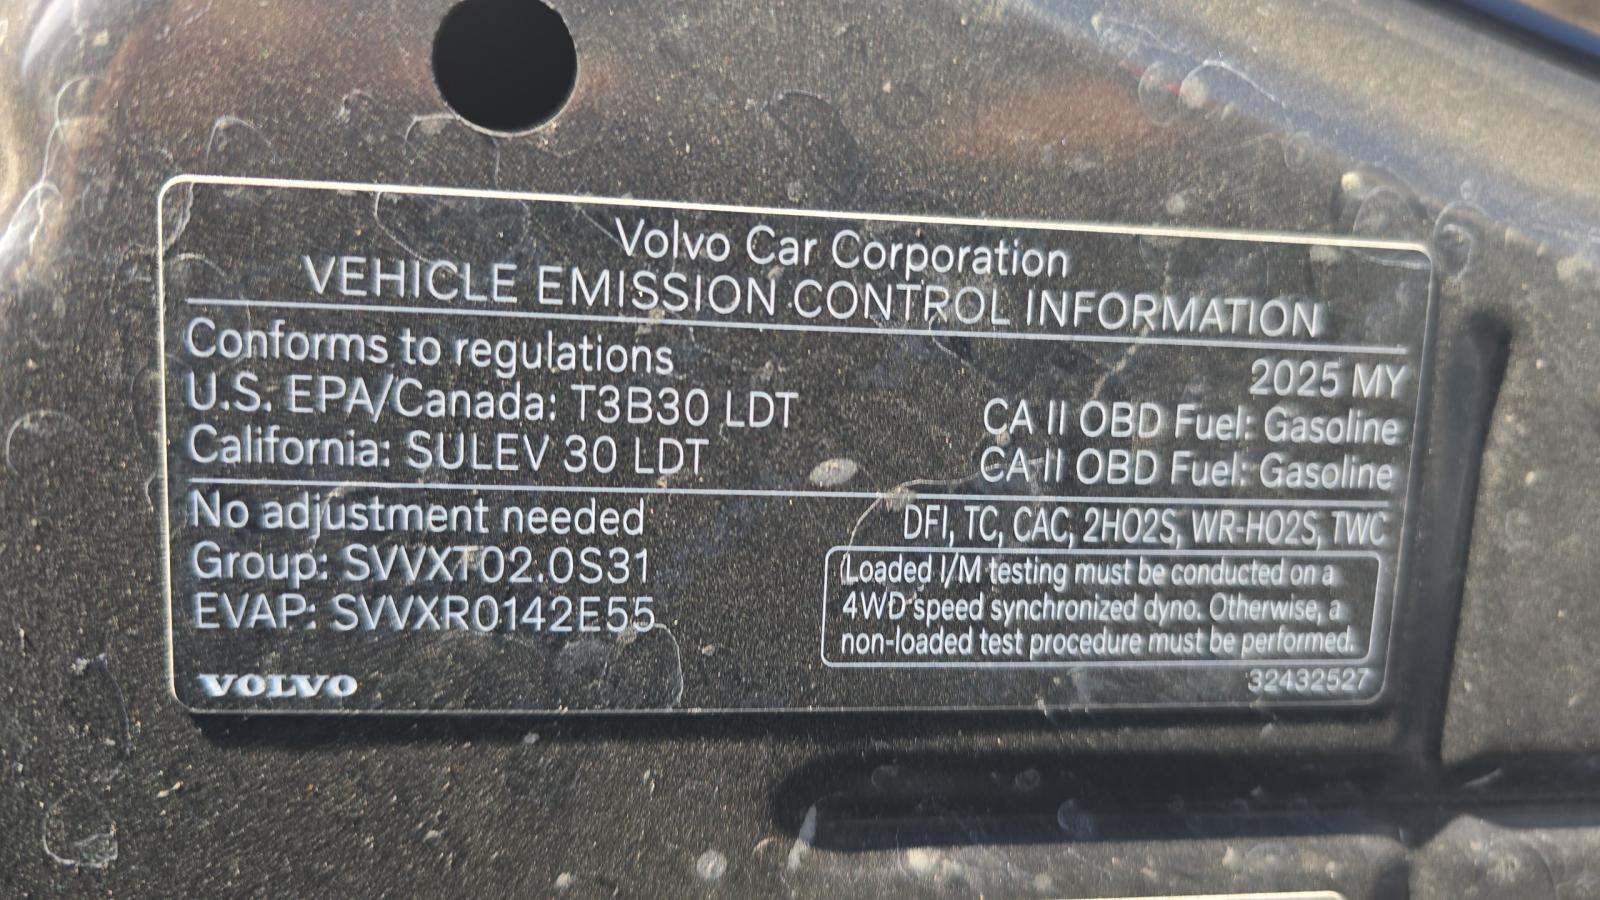 Volvo Car Corporation
VEHICLE EMISSION CONTROL INFORMATION
Conforms to regulations
2025 MY
U.S. EPA/Canada: T3B30 LDT
CA II OBD Fuel: Gasoline
California: SULEV 30 LDT
CA II OBD Fuel: Gasoline
No adjustment needed
DFI, TC, CAC, 2HO2S, WR-HO2S, TWC
Group: SVVXT02.0S31
EVAP: SVVXR0142E55
Loaded I/M testing must be conducted on a
4WD speed synchronized dyno. Otherwise, a
non-loaded test procedure must be performed.
VOLVO
32432527